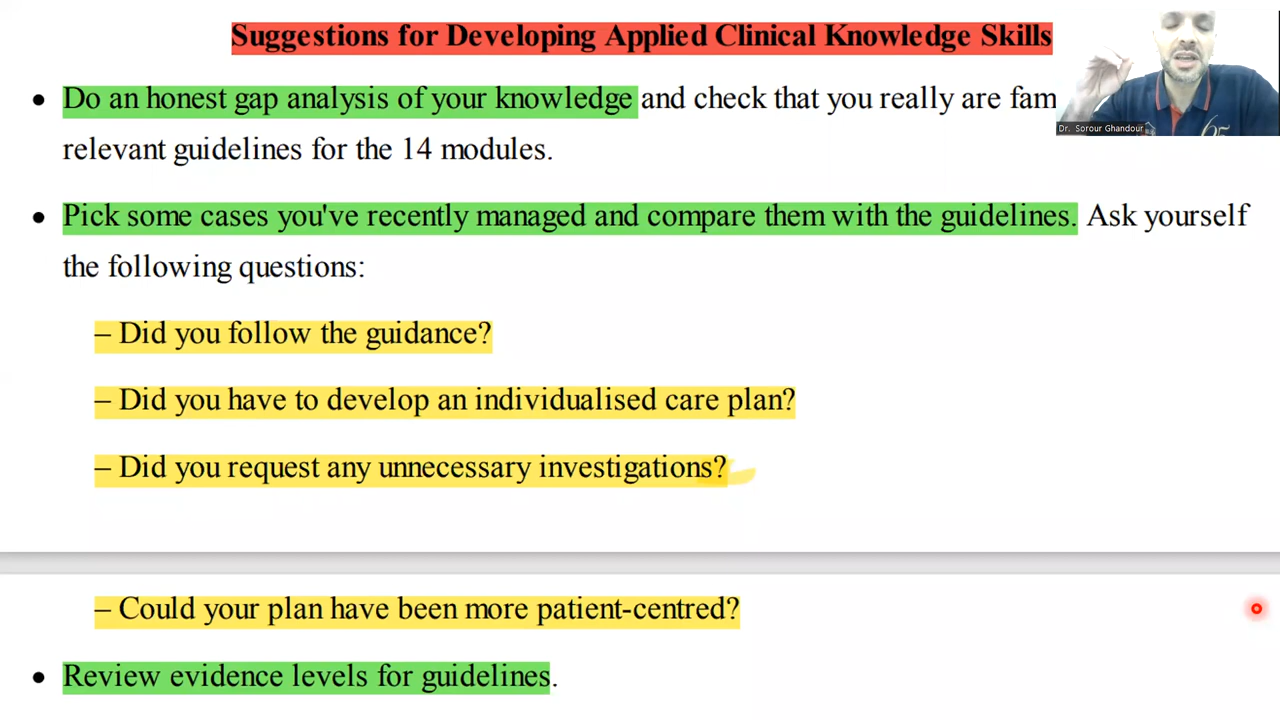 Suggestions for Developing Applied Clinical Knowledge Skills
• Do an honest gap analysis of your knowledge and check that you really are fam
Dr. Sorour Ghandour
relevant guidelines for the 14 modules.
• Pick some cases you've recently managed and compare them with the guidelines. Ask yourself
the following questions:
– Did you follow the guidance?
– Did you have to develop an individualised care plan?
– Did you request any unnecessary investigations?
– Could your plan have been more patient-centred?
• Review evidence levels for guidelines.